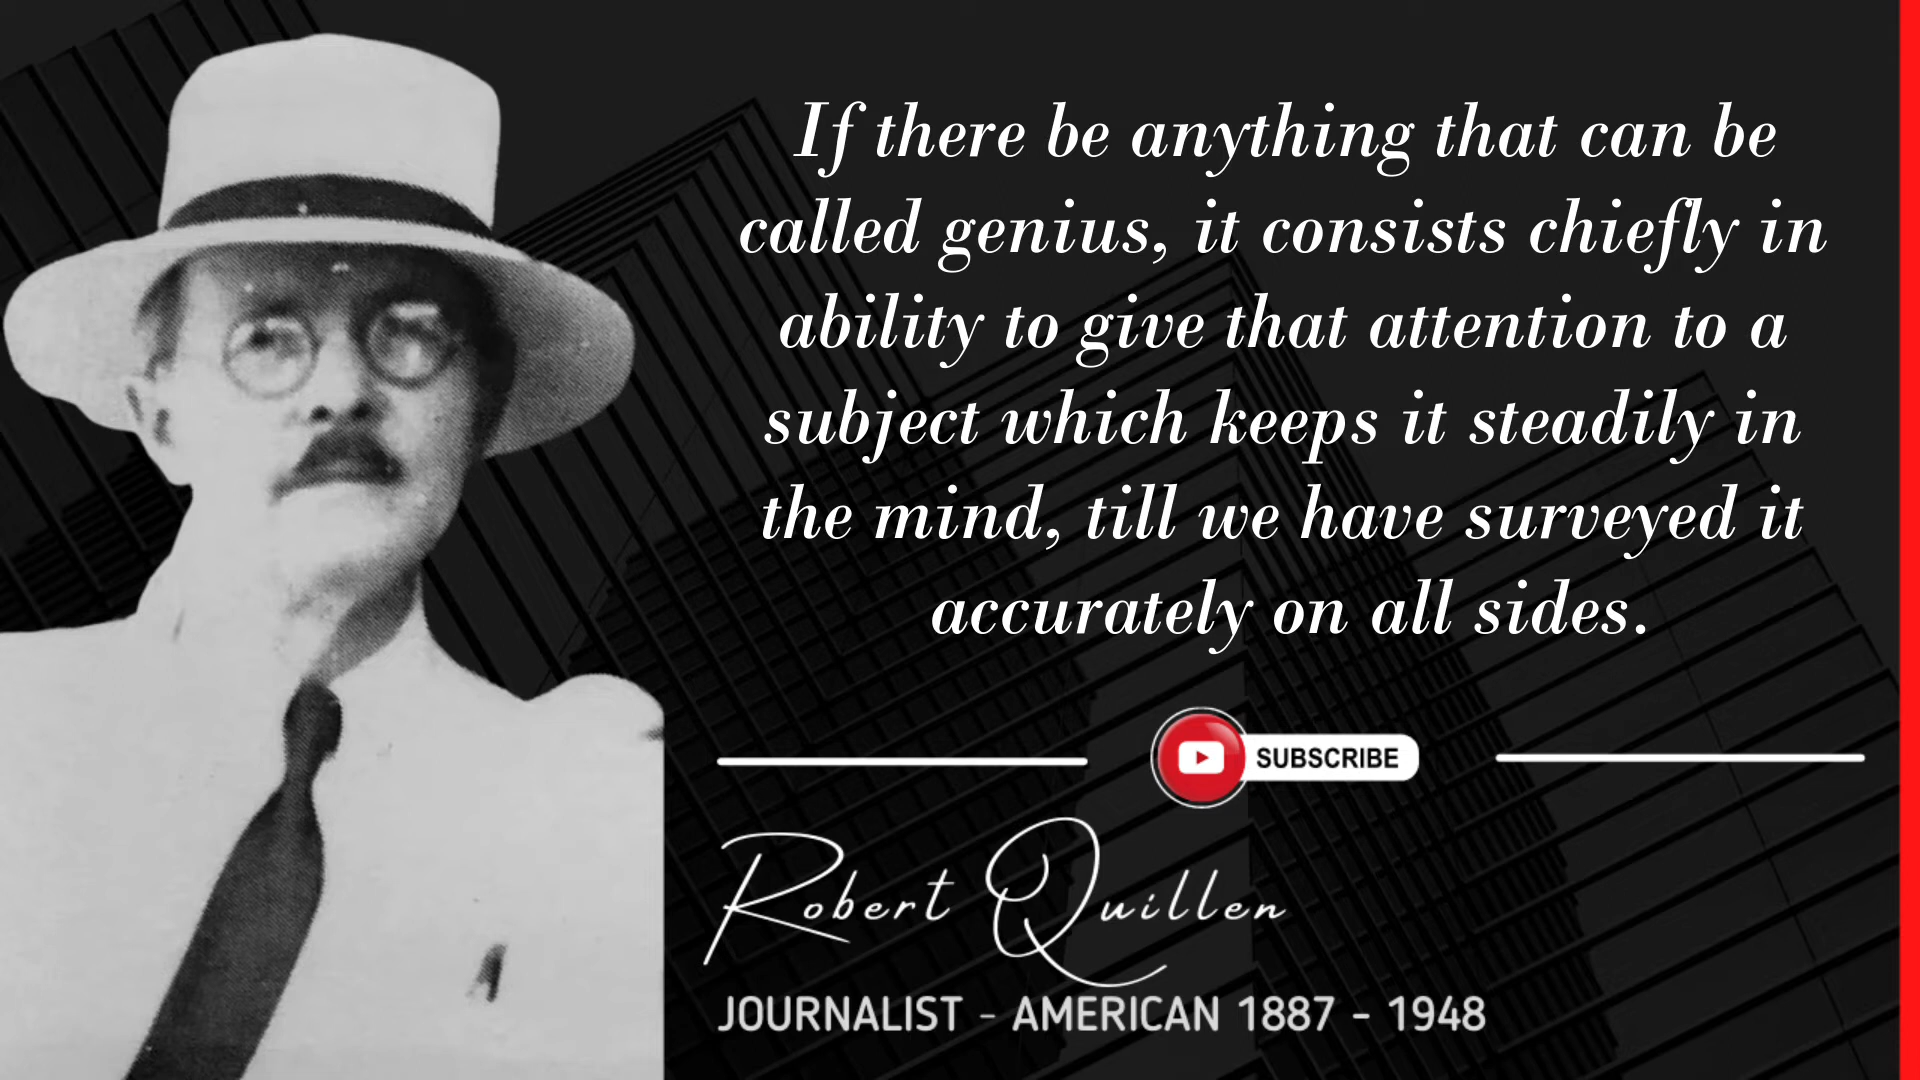 If there be anything that can be
called genius, it consists chiefly in
ability to give that attention to a
subject which keeps it steadily in
the mind, till we have surveyed it
accurately on all sides.
SUBSCRIBE
Robert Quillen
JOURNALIST - AMERICAN 1887 - 1948